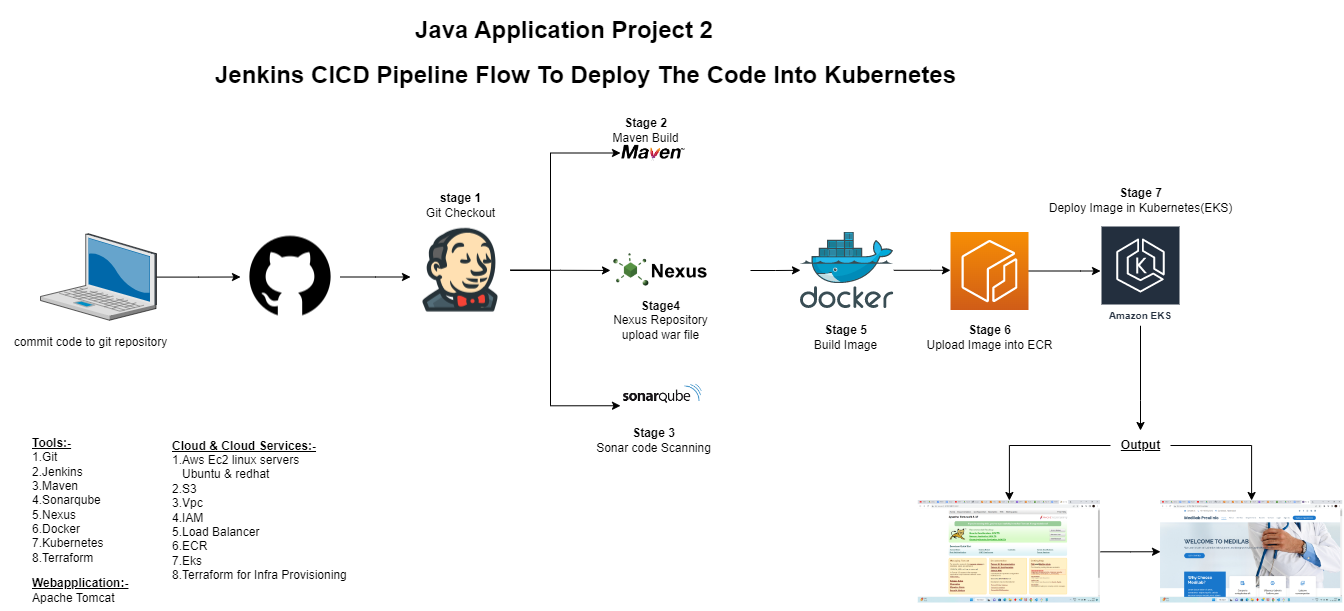 Java Application Project 2
Jenkins CICD Pipeline Flow To Deploy The Code Into Kubernetes
commit code to git repository
stage 1
Git Checkout
Stage 2
Maven Build
Maven
Nexus
Stage4
Nexus Repository
upload war file
sonarqube
Stage 3
Sonar code Scanning
docker
Stage 5
Build Image
Stage 6
Upload Image into ECR
Stage 7
Deploy Image in Kubernetes(EKS)
K
Amazon EKS
Output
WELCOME TO MEDILAB
Why Choose
Medilab?
Tools:-
1.Git
2.Jenkins
3.Maven
4.Sonarqube
5.Nexus
6.Docker
7.Kubernetes
8.Terraform
Webapplication:-
Apache Tomcat
Cloud & Cloud Services:-
1.Aws Ec2 linux servers
Ubuntu & redhat
2.S3
3.Vpc
4.IAM
5.Load Balancer
6.ECR
7.Eks
8.Terraform for Infra Provisioning